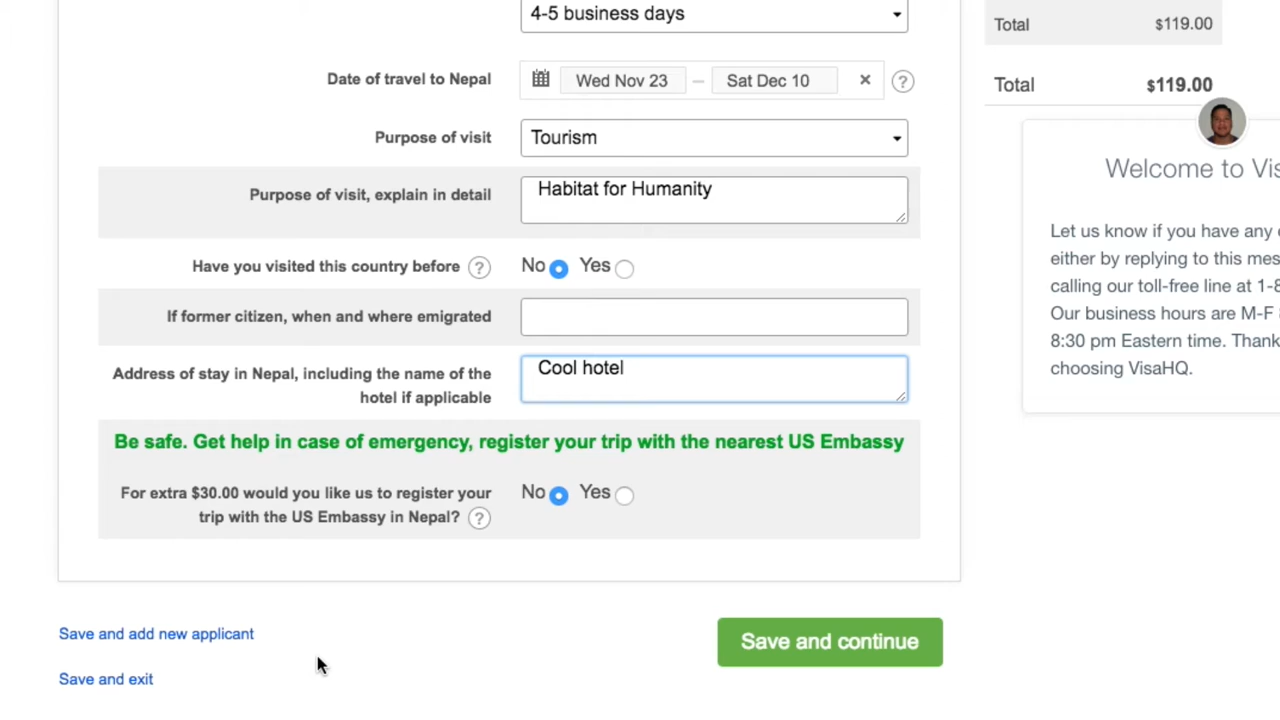 4-5 business days
Total $119.00
Date of travel to Nepal Wed Nov 23 – Sat Dec 10 × ?
Total $119.00
Purpose of visit Tourism
Welcome to Vis
Purpose of visit, explain in detail Habitat for Humanity
Let us know if you have any
either by replying to this mes
calling our toll-free line at 1-8
Our business hours are M-F
8:30 pm Eastern time. Thank
choosing VisaHQ.
Have you visited this country before ? No Yes
If former citizen, when and where emigrated
Address of stay in Nepal, including the name of the
hotel if applicable
Cool hotel
Be safe. Get help in case of emergency, register your trip with the nearest US Embassy
For extra $30.00 would you like us to register your
trip with the US Embassy in Nepal? ?
No Yes
Save and add new applicant
Save and continue
Save and exit